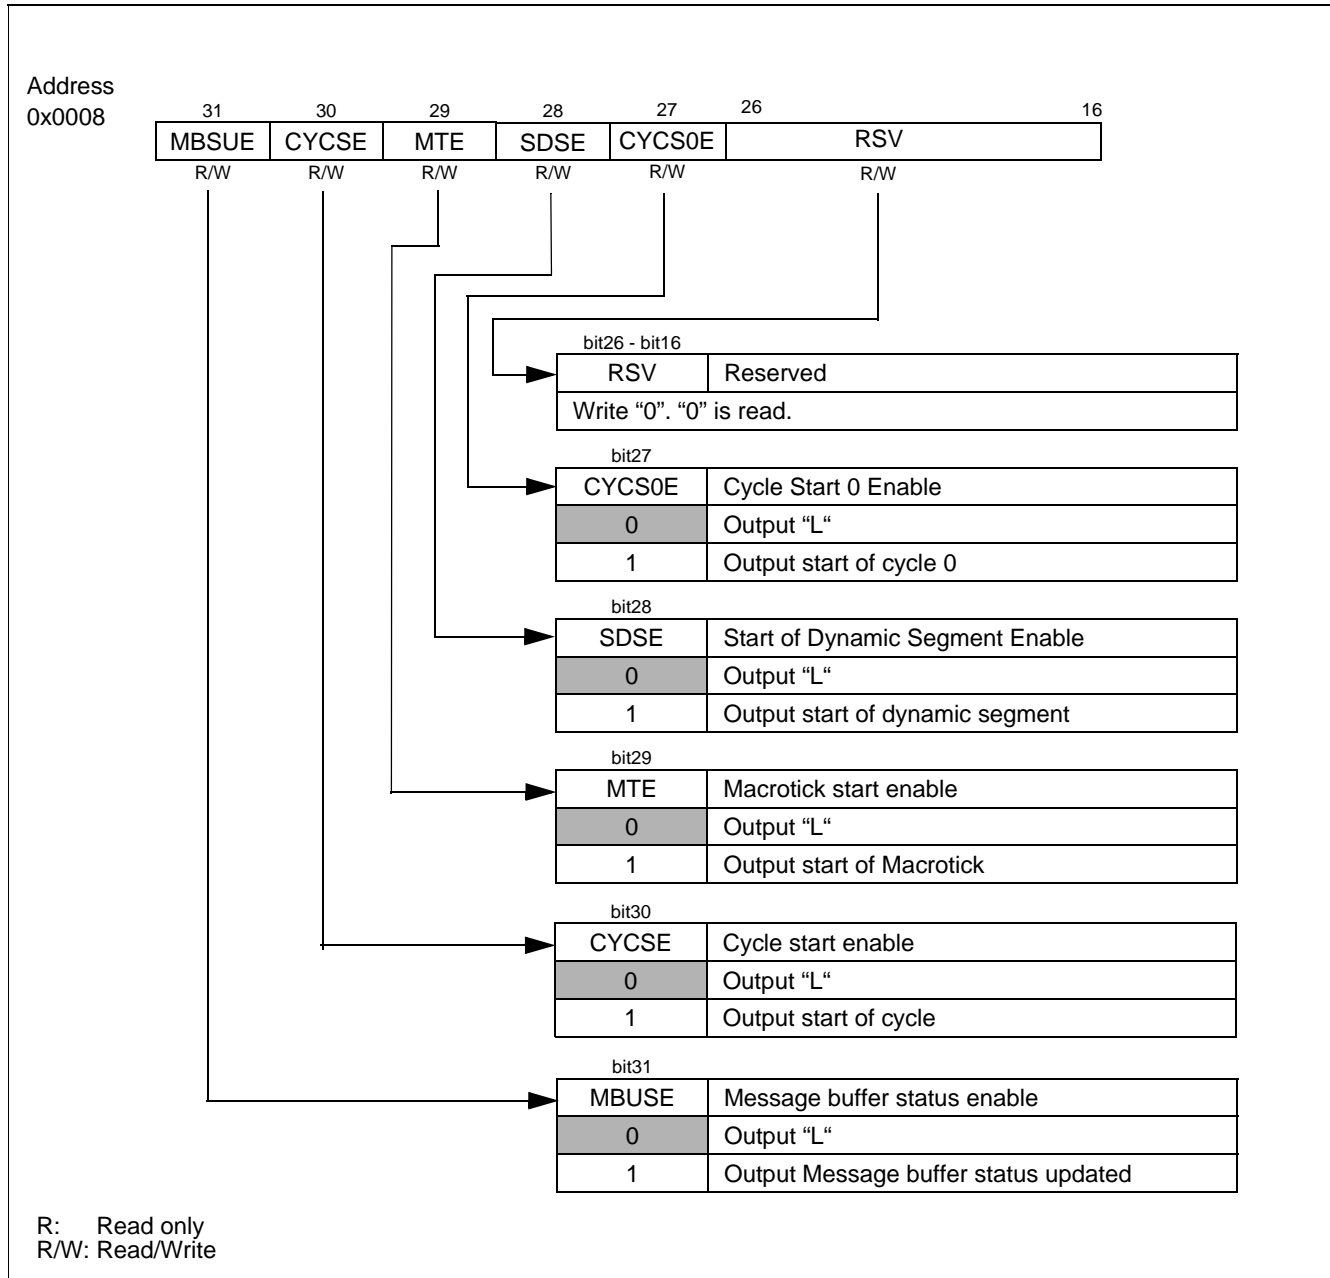 Address
0x0008
31 30 29 28 27 26 16
MBSUE CYCSE MTE SDSE CYCS0E RSV
R/W R/W R/W R/W R/W R/W
bit26 - bit16
RSV Reserved
Write “0”. “0” is read.
bit27
CYCS0E Cycle Start 0 Enable
0 Output “L“
1 Output start of cycle 0
bit28
SDSE Start of Dynamic Segment Enable
0 Output “L“
1 Output start of dynamic segment
bit29
MTE Macrotick start enable
0 Output “L“
1 Output start of Macrotick
bit30
CYCSE Cycle start enable
0 Output “L“
1 Output start of cycle
bit31
MBUSE Message buffer status enable
0 Output “L“
1 Output Message buffer status updated
R: Read only
R/W: Read/Write